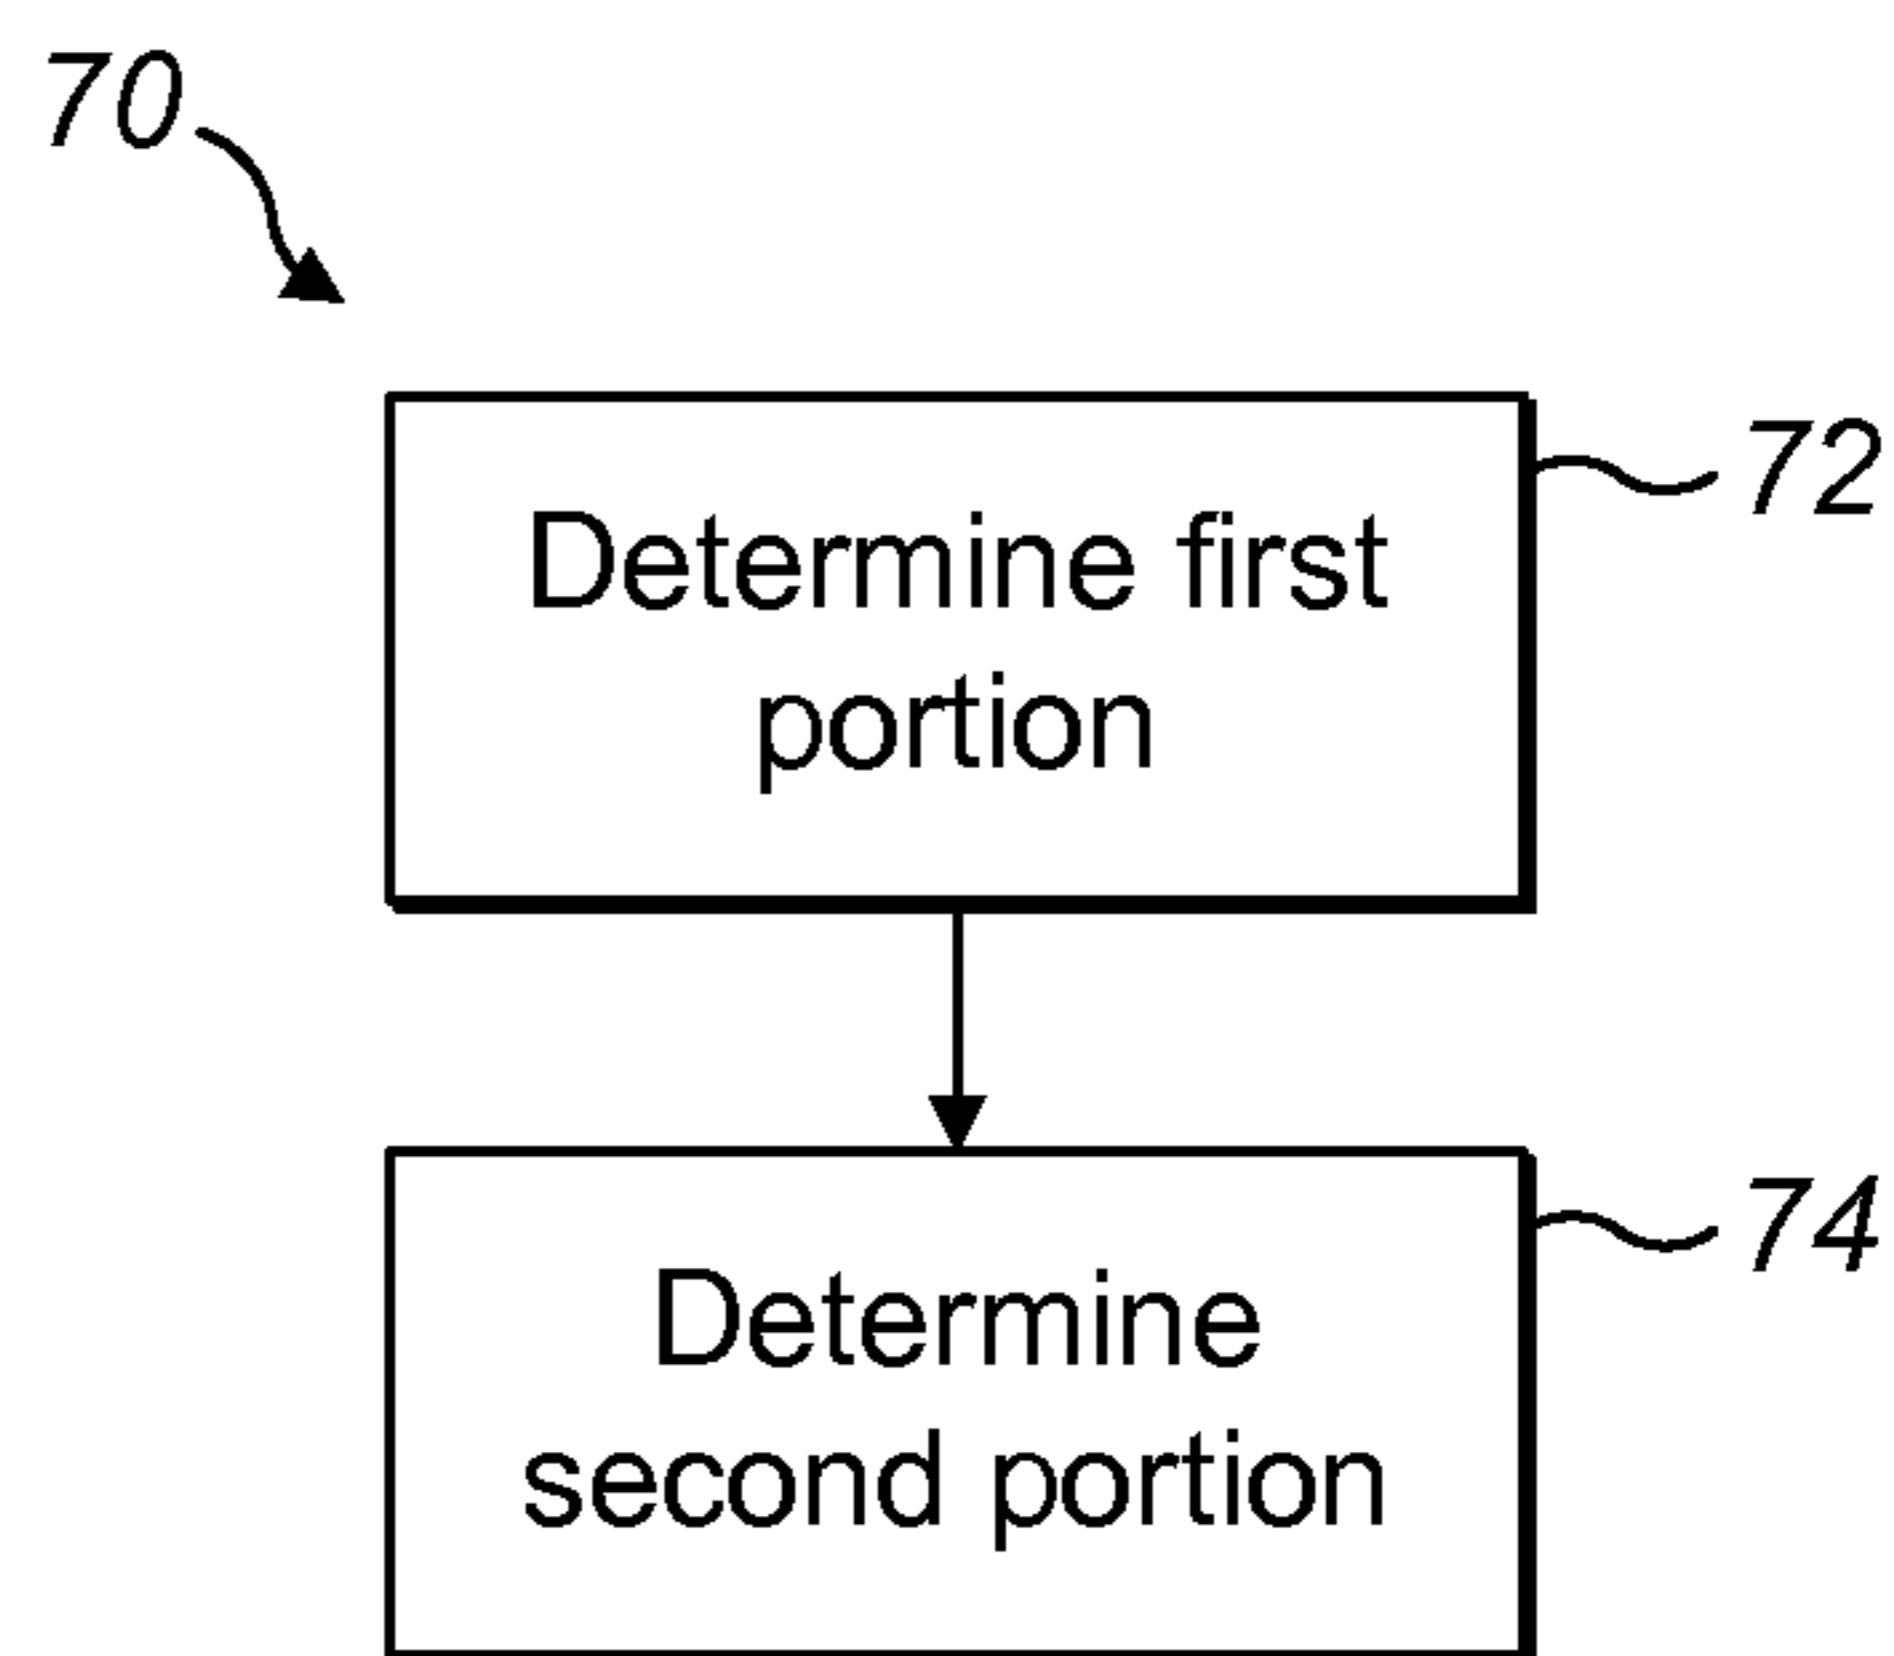 70
72
Determine first
portion
74
Determine
second portion